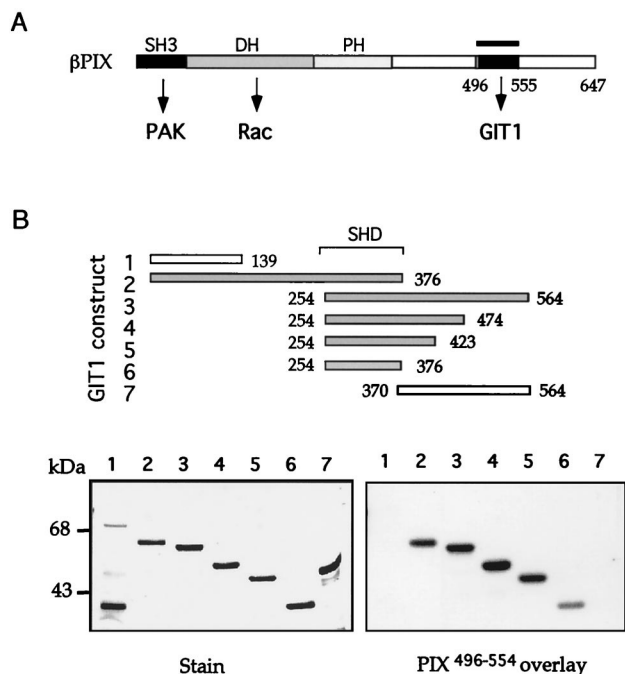 A
SH3 DH PH
βPIX
496 555 647
PAK Rac GIT1
B
SHD
GIT1 construct
1 139
2 376
3 254 564
4 254 474
5 254 423
6 254 376
7 370 564
kDa 1 2 3 4 5 6 7 1 2 3 4 5 6 7
68
43
Stain PIX 496-554 overlay